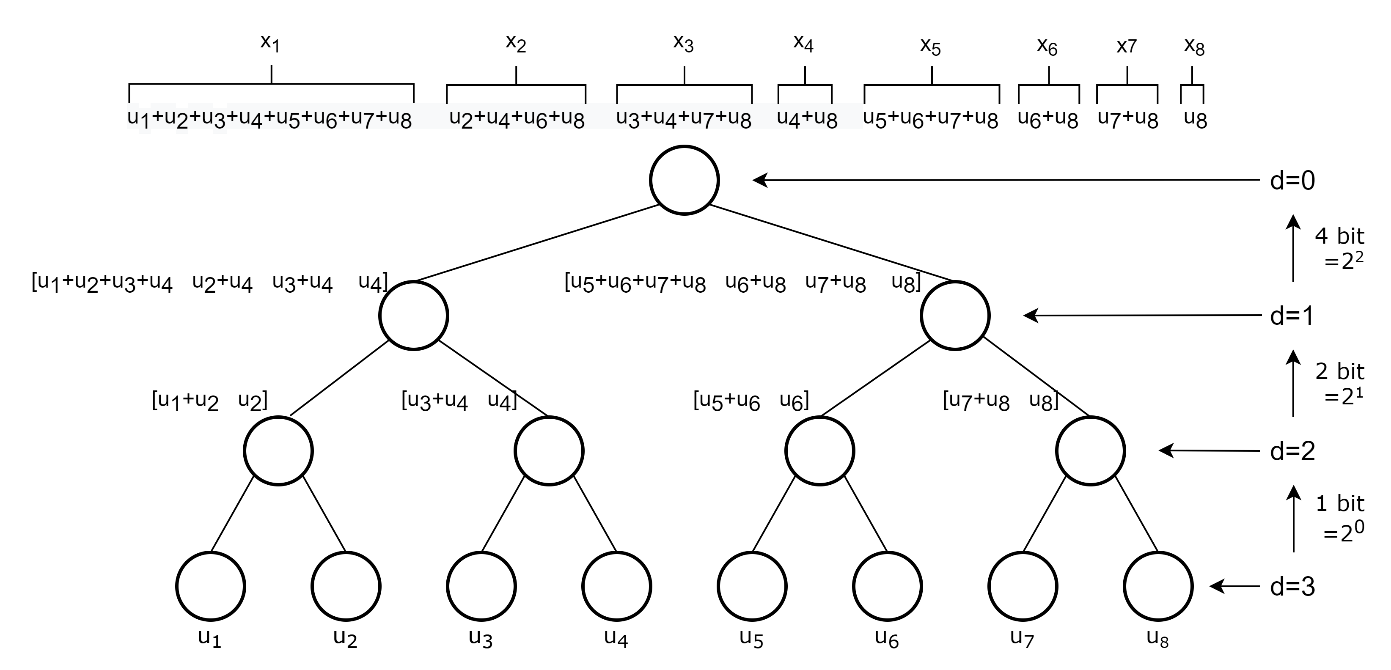 x₁ x₂ x₃ x₄ x₅ x₆ x₇ x₈
u₁+u₂+u₃+u₄+u₅+u₆+u₇+u₈ u₂+u₄+u₆+u₈ u₃+u₄+u₇+u₈ u₄+u₈ u₅+u₆+u₇+u₈ u₆+u₈ u₇+u₈ u₈
d=0
4 bit
=2²
[u₁+u₂+u₃+u₄ u₂+u₄ u₃+u₄ u₄] [u₅+u₆+u₇+u₈ u₆+u₈ u₇+u₈ u₈]
d=1
2 bit
=2¹
[u₁+u₂ u₂] [u₃+u₄ u₄] [u₅+u₆ u₆] [u₇+u₈ u₈]
d=2
1 bit
=2⁰
d=3
u₁ u₂ u₃ u₄ u₅ u₆ u₇ u₈